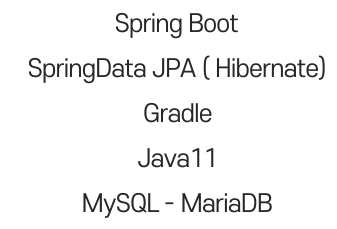 Spring Boot
SpringData JPA ( Hibernate)
Gradle
Java11
MySQL - MariaDB